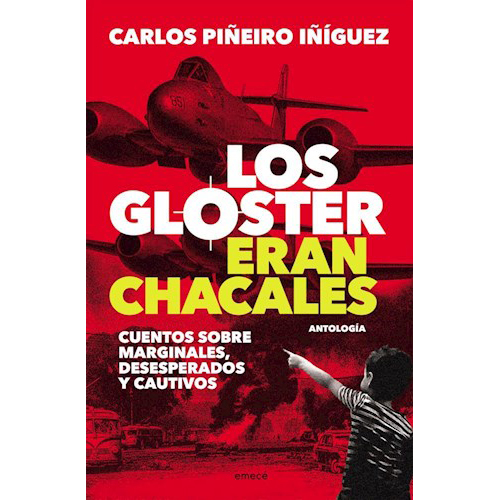 CARLOS PIÑEIRO IÑÍGUEZ
LOS
GLOSTER
ERAN
CHACALES
ANTOLOGÍA
CUENTOS SOBRE
MARGINALES,
DESESPERADOS
Y CAUTIVOS
emecé